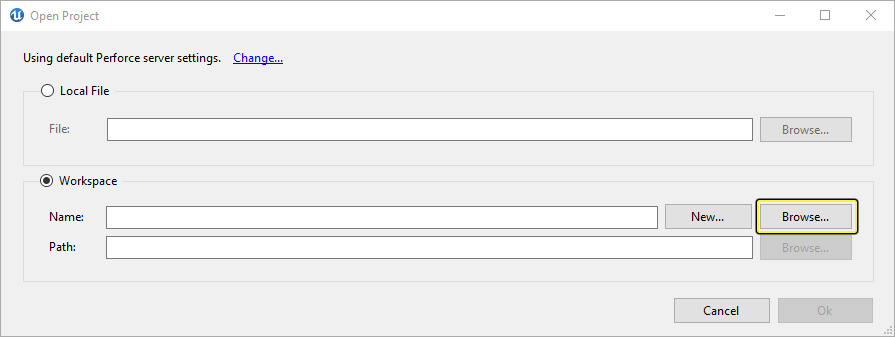 Open Project
Using default Perforce server settings. Change...
Local File
File: Browse...
Workspace
Name: New... Browse...
Path: Browse...
Cancel Ok